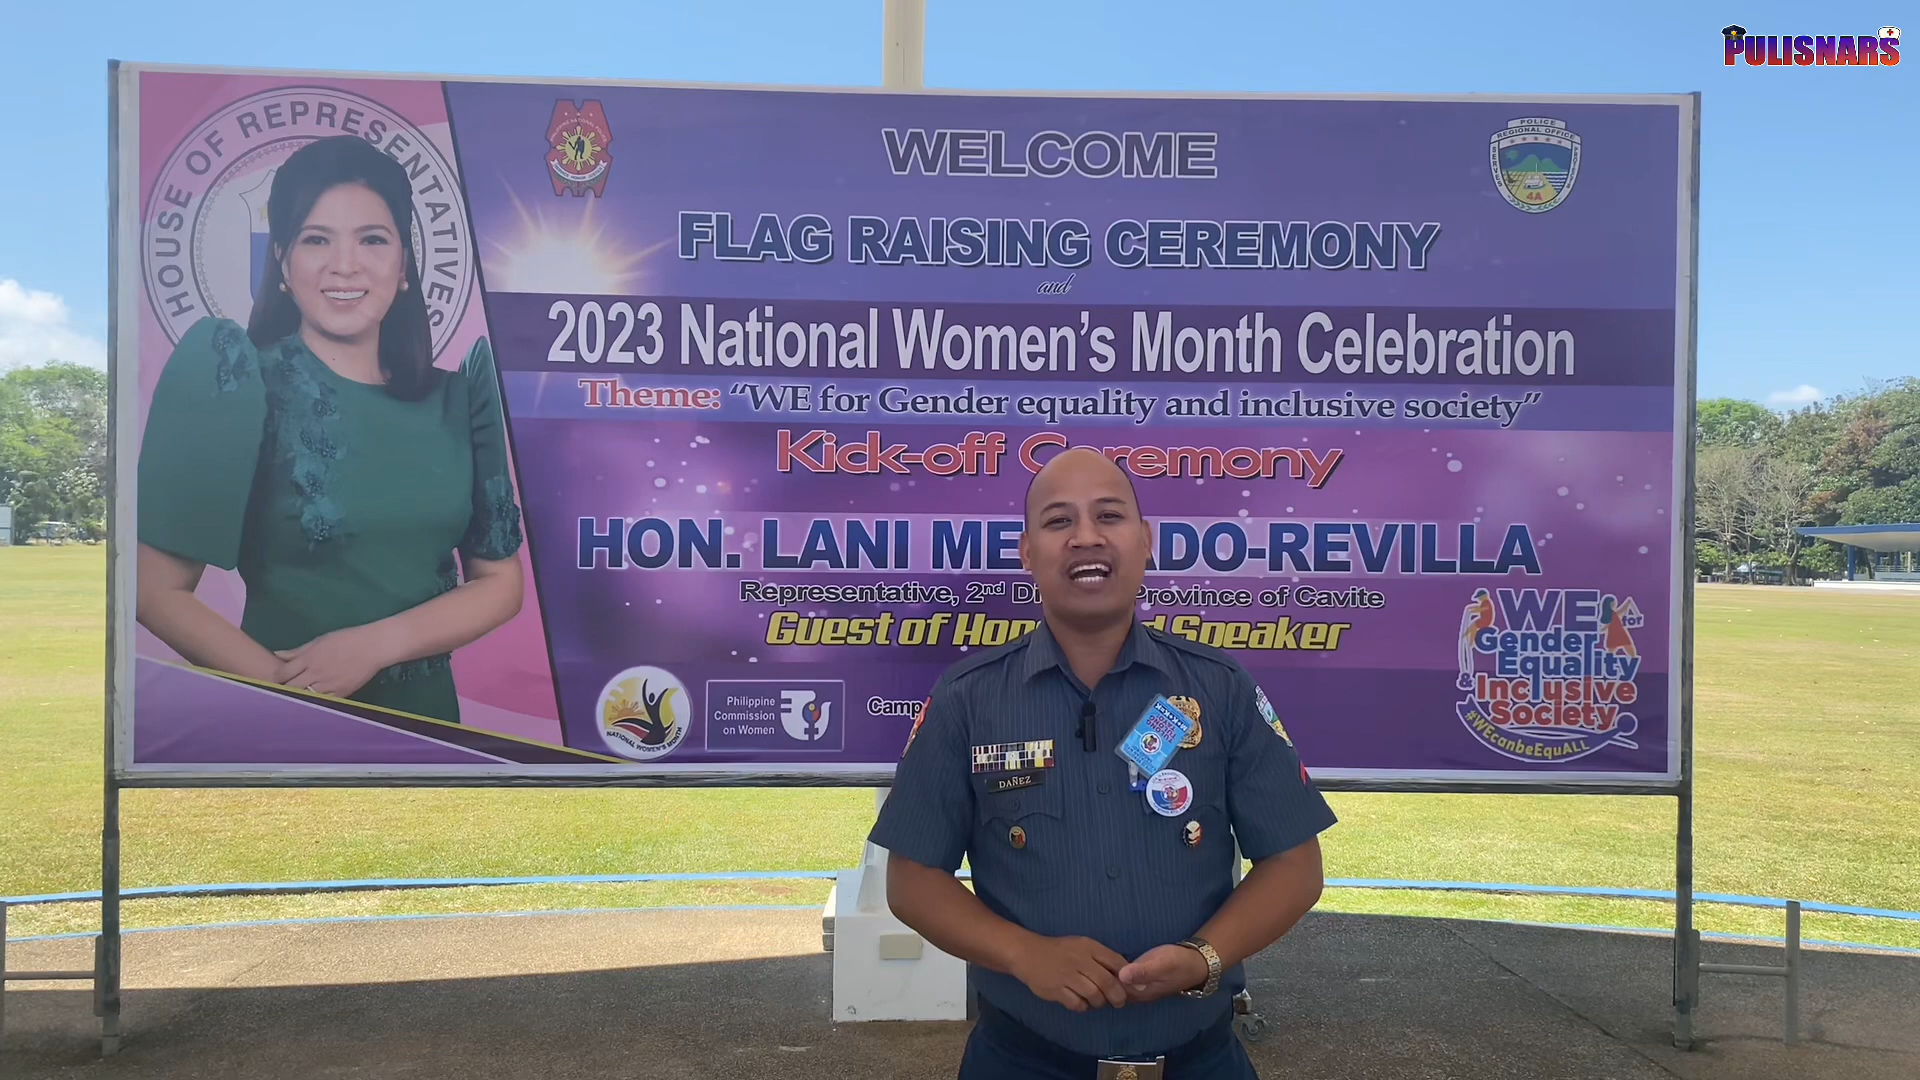 PULISNARS
HOUSE OF REPRESENTATIVES
WELCOME
POLICE
REGIONAL OFFICE
4A
FLAG RAISING CEREMONY
and
2023 National Women's Month Celebration
Theme: "WE for Gender equality and inclusive society"
Kick-off Ceremony
HON. LANI ME ADO-REVILLA
Representative, 2nd Di Province of Cavite
Guest of Hon d Speaker
NATIONAL WOMEN'S MONTH
Philippine
Commission
on Women
Camp
WE for
Gender
Equality
& Inclusive
Society
#WEcanbeEquALL
DAÑEZ